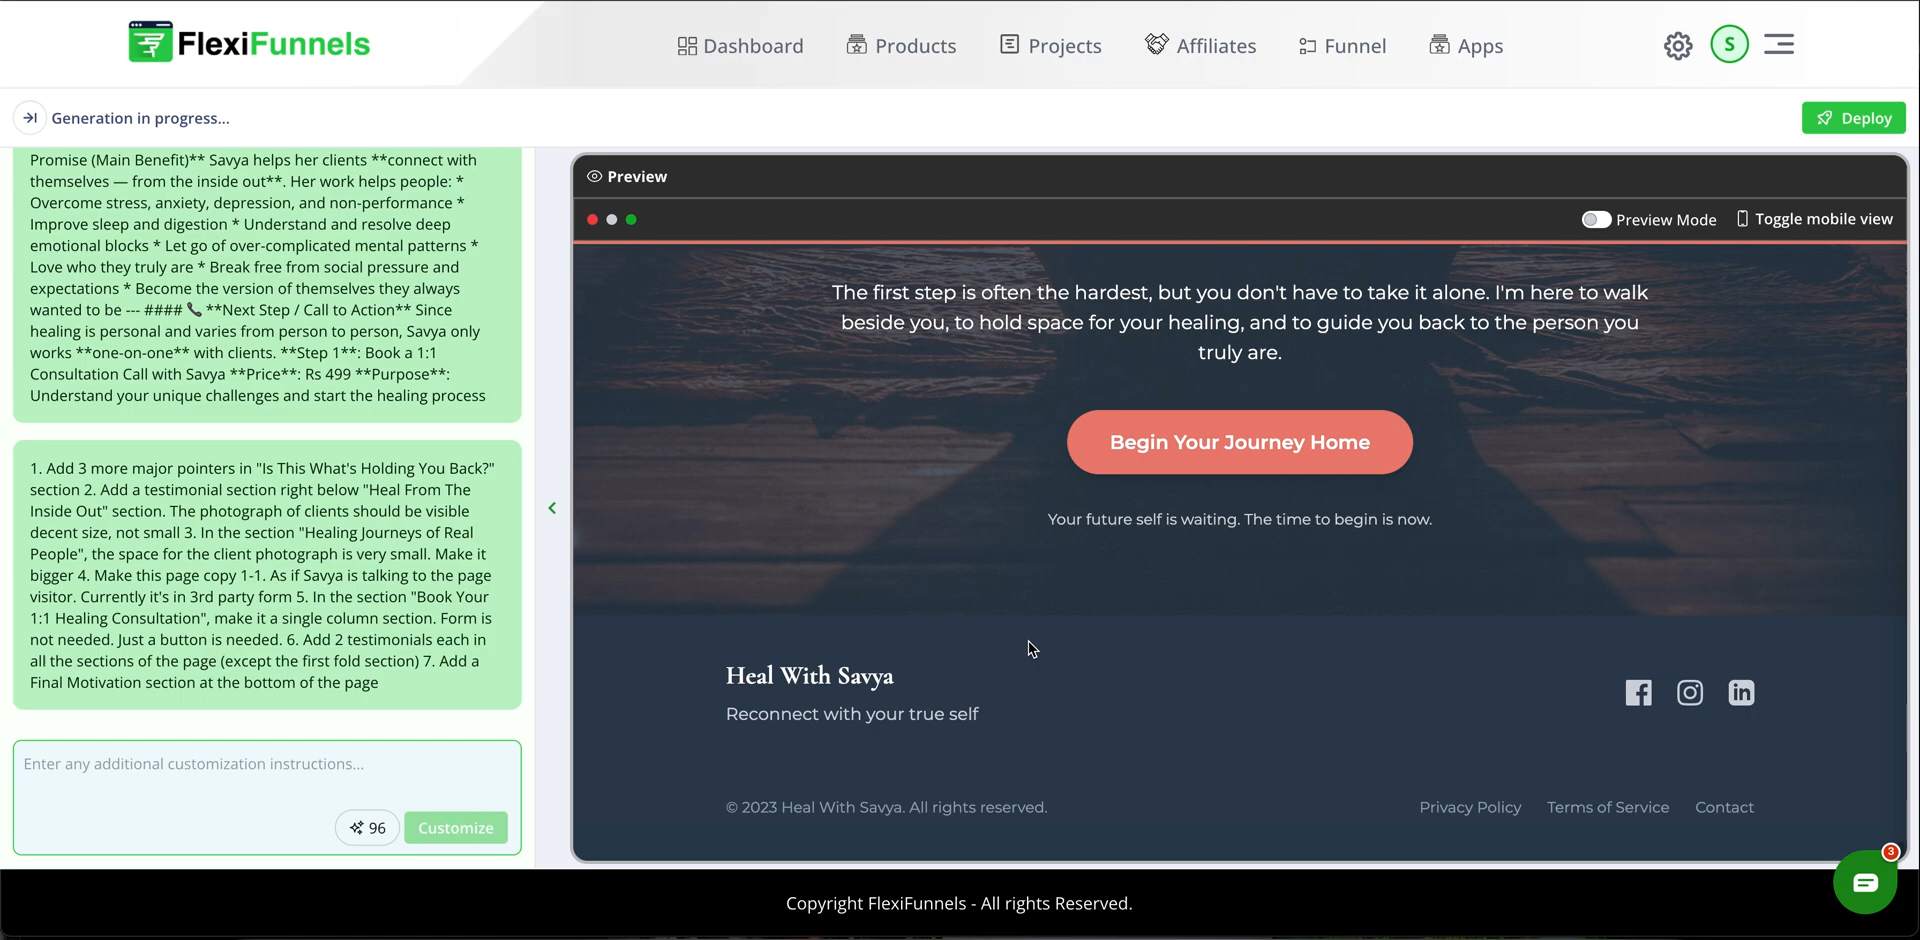 FlexiFunnels
Dashboard
Products
Projects
Affiliates
Funnel
Apps
S
Generation in progress...
Deploy
Promise (Main Benefit)** Savya helps her clients **connect with
themselves — from the inside out**. Her work helps people: *
Overcome stress, anxiety, depression, and non-performance *
Improve sleep and digestion * Understand and resolve deep
emotional blocks * Let go of over-complicated mental patterns *
Love who they truly are * Break free from social pressure and
expectations * Become the version of themselves they always
wanted to be --- #### 📞 **Next Step / Call to Action** Since
healing is personal and varies from person to person, Savya only
works **one-on-one** with clients. **Step 1**: Book a 1:1
Consultation Call with Savya **Price**: Rs 499 **Purpose**:
Understand your unique challenges and start the healing process
1. Add 3 more major pointers in "Is This What's Holding You Back?"
section 2. Add a testimonial section right below "Heal From The
Inside Out" section. The photograph of clients should be visible
decent size, not small 3. In the section "Healing Journeys of Real
People", the space for the client photograph is very small. Make it
bigger 4. Make this page copy 1-1. As if Savya is talking to the page
visitor. Currently it's in 3rd party form 5. In the section "Book Your
1:1 Healing Consultation", make it a single column section. Form is
not needed. Just a button is needed. 6. Add 2 testimonials each in
all the sections of the page (except the first fold section) 7. Add a
Final Motivation section at the bottom of the page
Enter any additional customization instructions...
96
Customize
Preview
Preview Mode
Toggle mobile view
The first step is often the hardest, but you don't have to take it alone. I'm here to walk
beside you, to hold space for your healing, and to guide you back to the person you
truly are.
Begin Your Journey Home
Your future self is waiting. The time to begin is now.
Heal With Savya
Reconnect with your true self
© 2023 Heal With Savya. All rights reserved.
Privacy Policy
Terms of Service
Contact
3
Copyright FlexiFunnels - All rights Reserved.